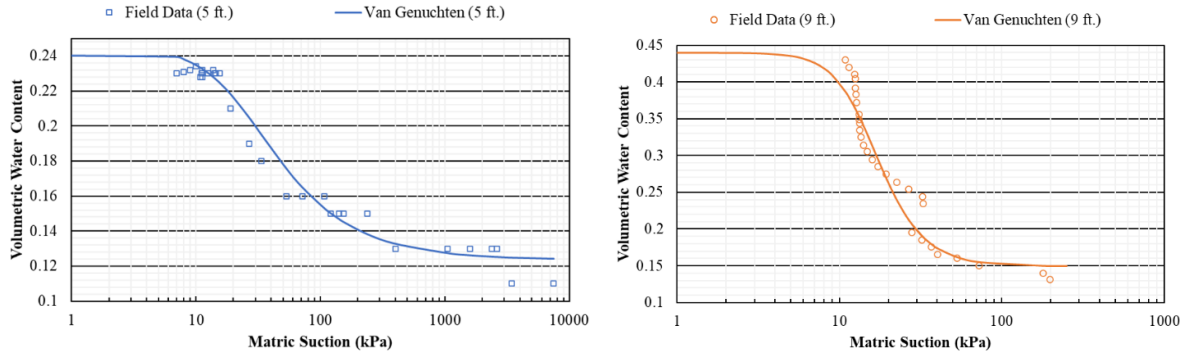 Field Data (5 ft.) Van Genuchten (5 ft.)
0.24
0.22
0.2
0.18
0.16
0.14
0.12
0.1
Volumetric Water Content
1 10 100 1000 10000
Matric Suction (kPa)
Field Data (9 ft.) Van Genuchten (9 ft.)
0.45
0.4
0.35
0.3
0.25
0.2
0.15
0.1
Volumetric Water Content
1 10 100 1000
Matric Suction (kPa)